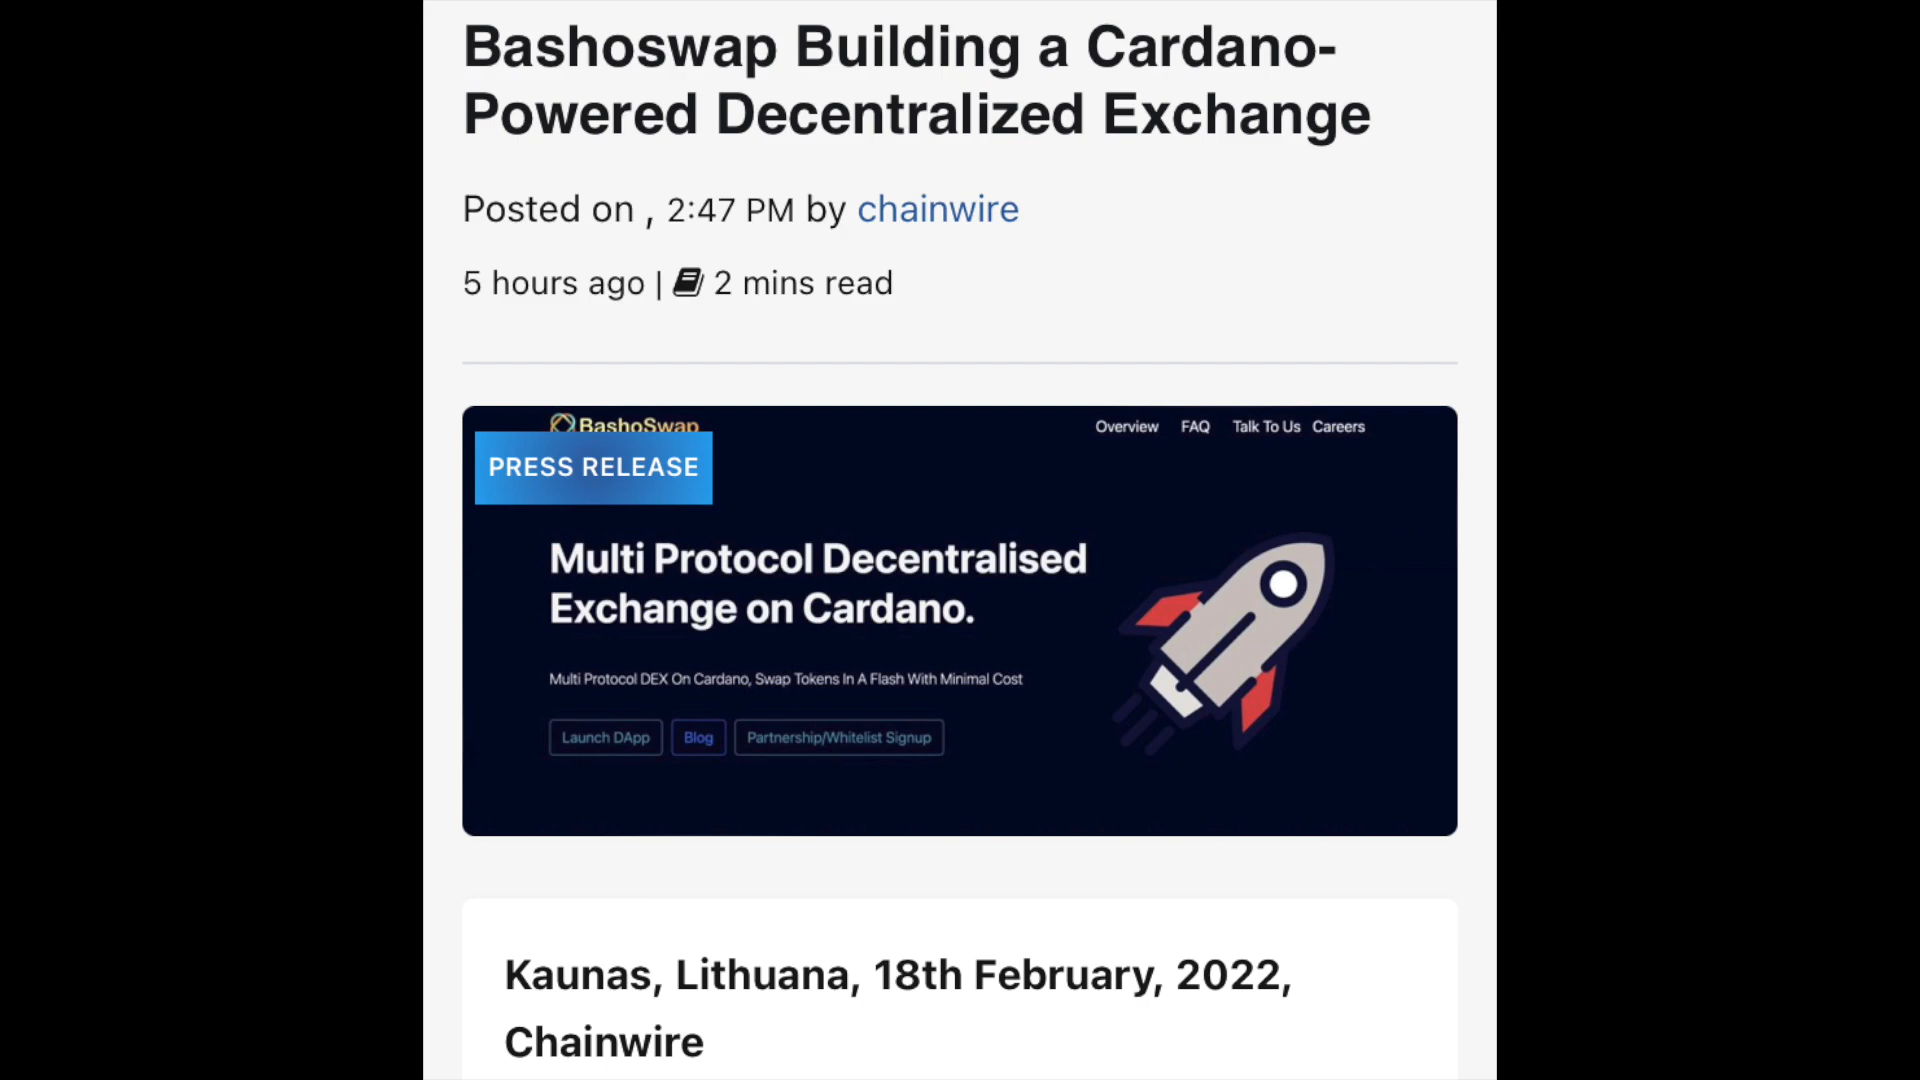 Bashoswap Building a Cardano-
Powered Decentralized Exchange
Posted on , 2:47 PM by chainwire
5 hours ago | 2 mins read
BashoSwap
Overview FAQ Talk To Us Careers
PRESS RELEASE
Multi Protocol Decentralised
Exchange on Cardano.
Multi Protocol DEX On Cardano, Swap Tokens In A Flash With Minimal Cost
Launch DApp Blog Partnership/Whitelist Signup
Kaunas, Lithuana, 18th February, 2022,
Chainwire